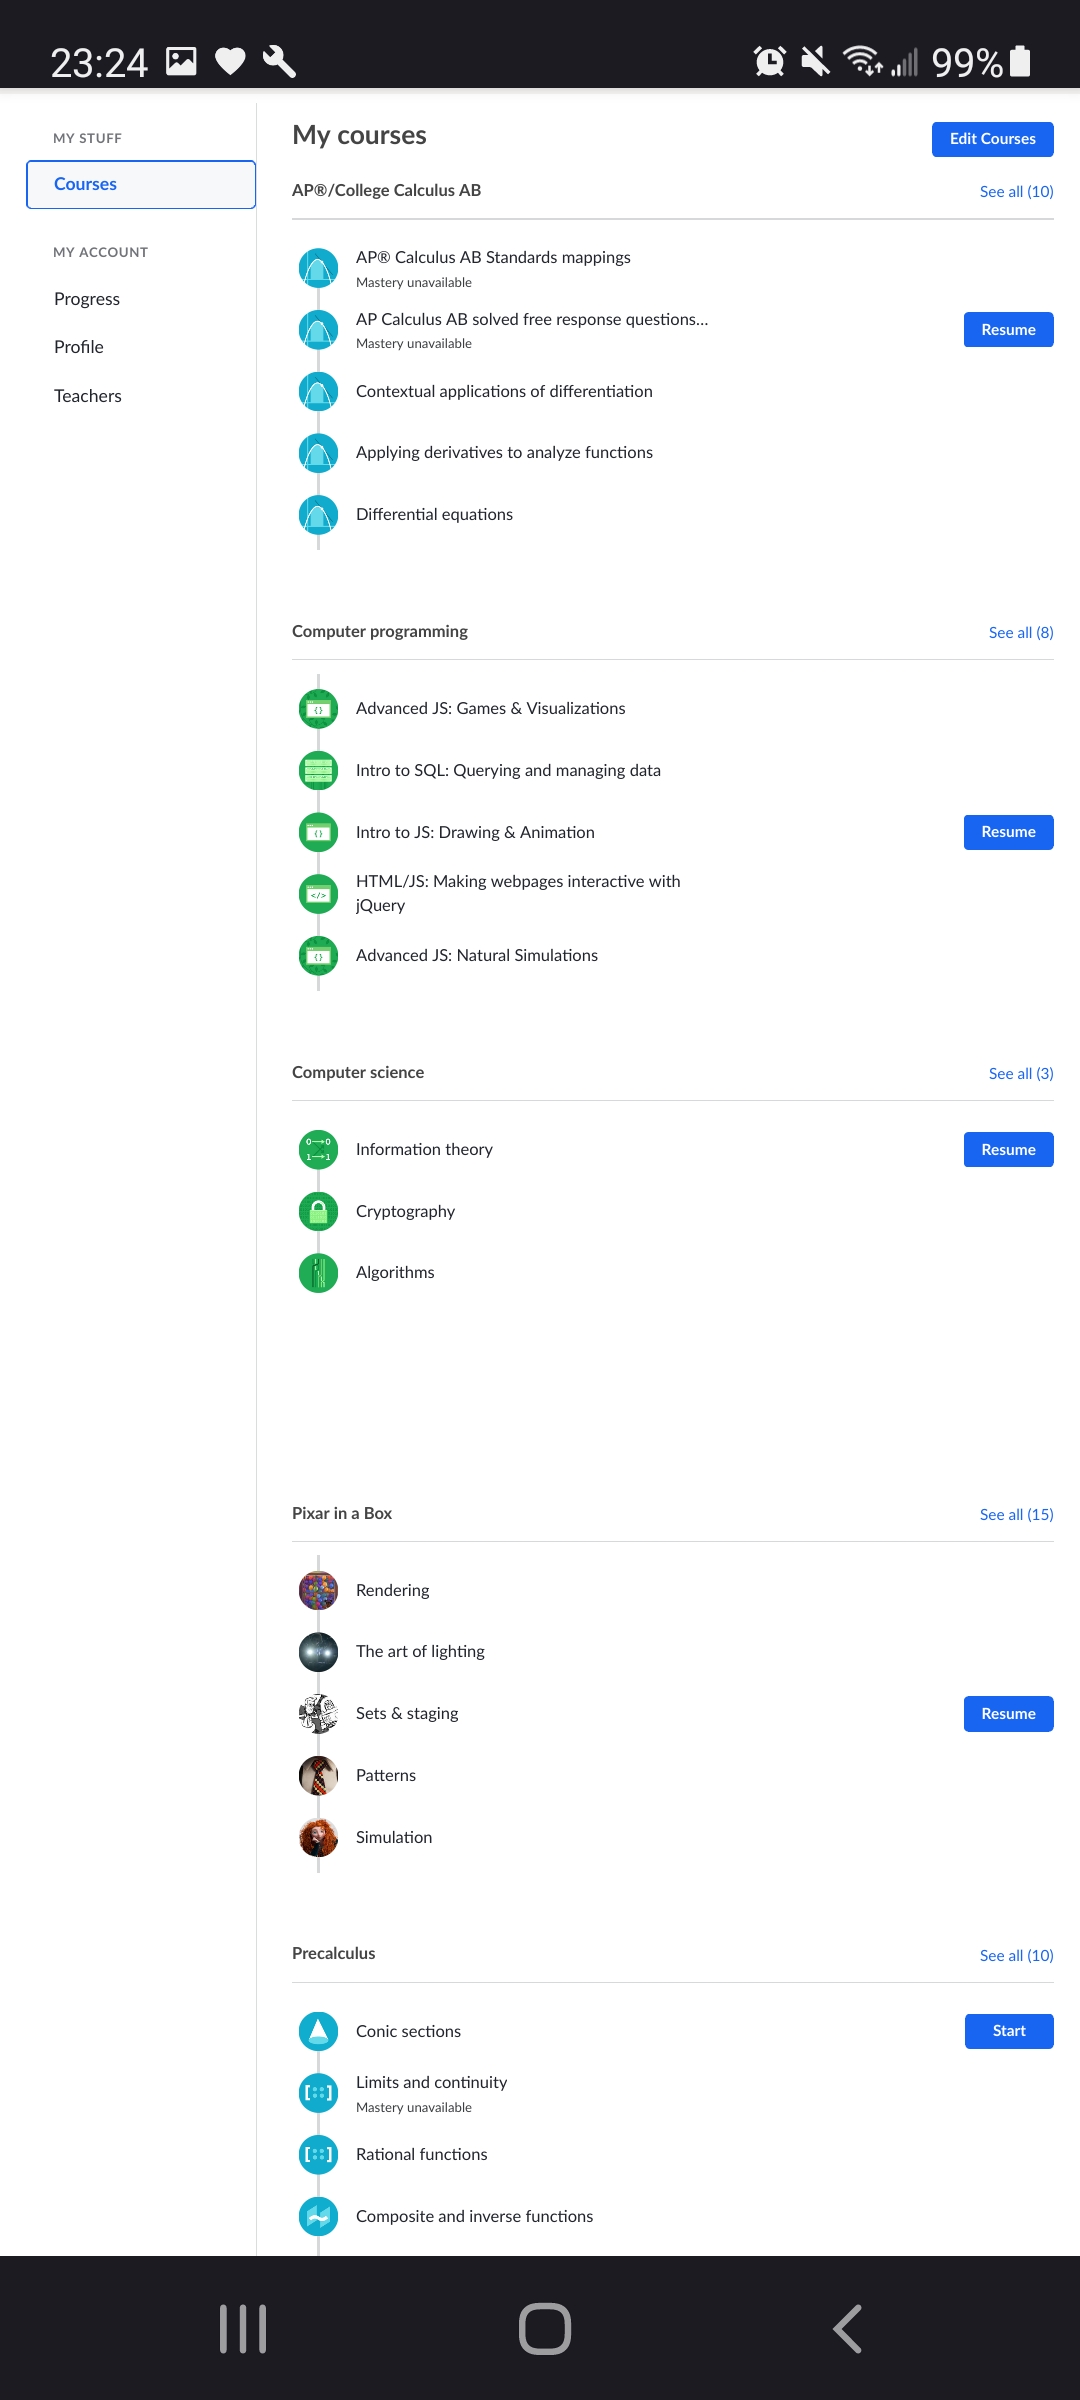 23:24
99%
MY STUFF
Courses
MY ACCOUNT
Progress
Profile
Teachers
My courses
Edit Courses
AP®/College Calculus AB
See all (10)
AP® Calculus AB Standards mappings
Mastery unavailable
AP Calculus AB solved free response questions...
Mastery unavailable
Resume
Contextual applications of differentiation
Applying derivatives to analyze functions
Differential equations
Computer programming
See all (8)
Advanced JS: Games & Visualizations
Intro to SQL: Querying and managing data
Intro to JS: Drawing & Animation
Resume
HTML/JS: Making webpages interactive with
jQuery
Advanced JS: Natural Simulations
Computer science
See all (3)
Information theory
Resume
Cryptography
Algorithms
Pixar in a Box
See all (15)
Rendering
The art of lighting
Sets & staging
Resume
Patterns
Simulation
Precalculus
See all (10)
Conic sections
Start
Limits and continuity
Mastery unavailable
Rational functions
Composite and inverse functions